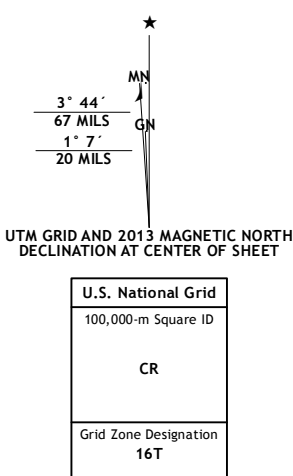 ★
MN
3° 44´
67 MILS
GN
1° 7´
20 MILS
UTM GRID AND 2013 MAGNETIC NORTH
DECLINATION AT CENTER OF SHEET
U.S. National Grid
100,000-m Square ID
CR
Grid Zone Designation
16T